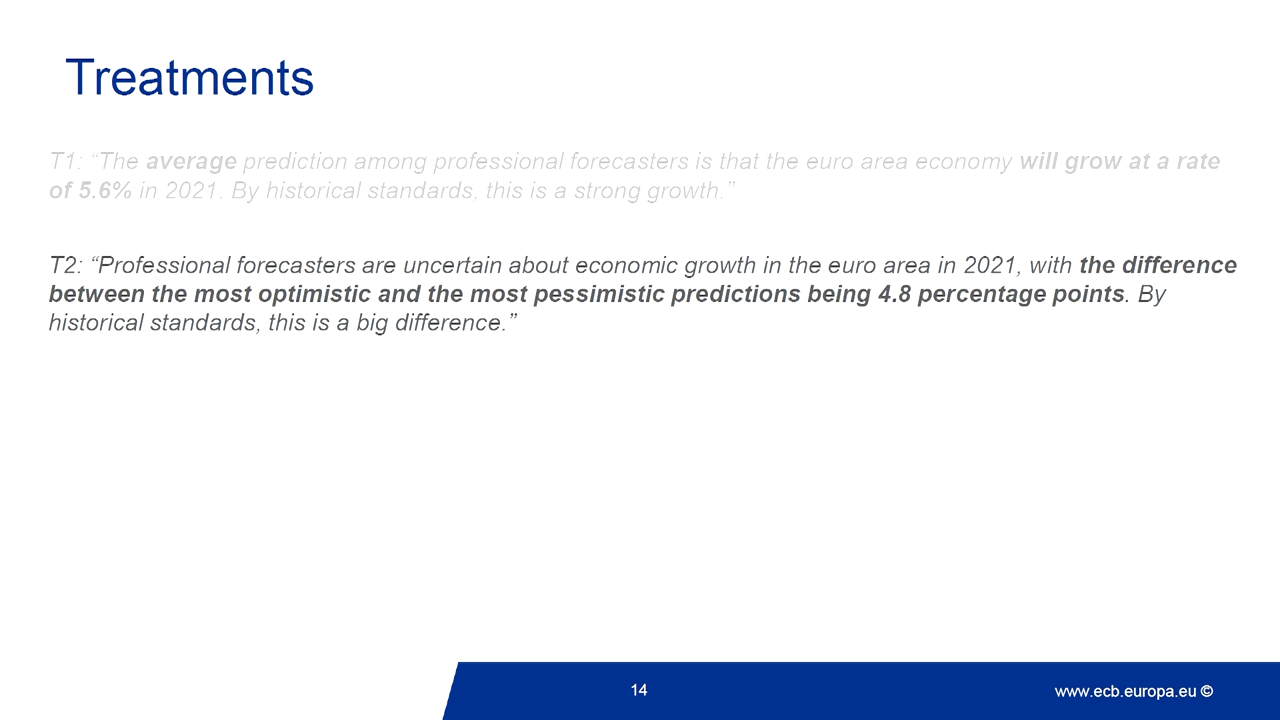 Treatments
T1: “The average prediction among professional forecasters is that the euro area economy will grow at a rate
of 5.6% in 2021. By historical standards, this is a strong growth.”
T2: “Professional forecasters are uncertain about economic growth in the euro area in 2021, with the difference
between the most optimistic and the most pessimistic predictions being 4.8 percentage points. By
historical standards, this is a big difference.”
14
www.ecb.europa.eu ©